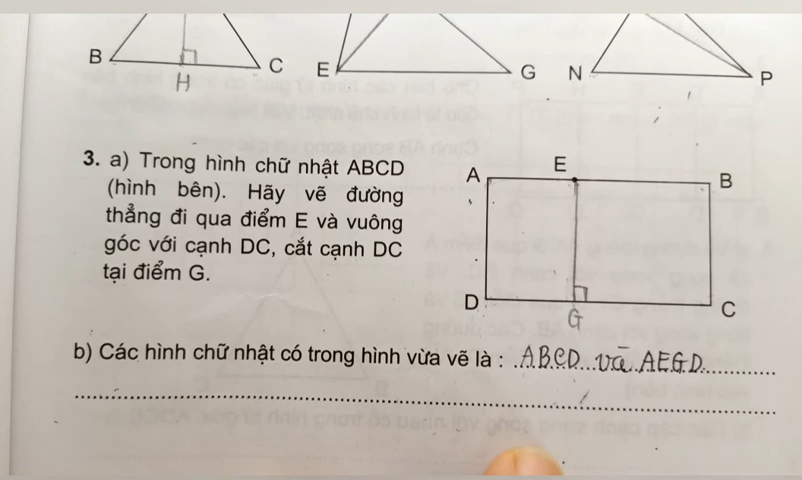 B H C E G N P
3. a) Trong hình chữ nhật ABCD
(hình bên). Hãy vẽ đường
thẳng đi qua điểm E và vuông
góc với cạnh DC, cắt cạnh DC
tại điểm G.
A E B
D G C
b) Các hình chữ nhật có trong hình vừa vẽ là : ABCD và AEGD